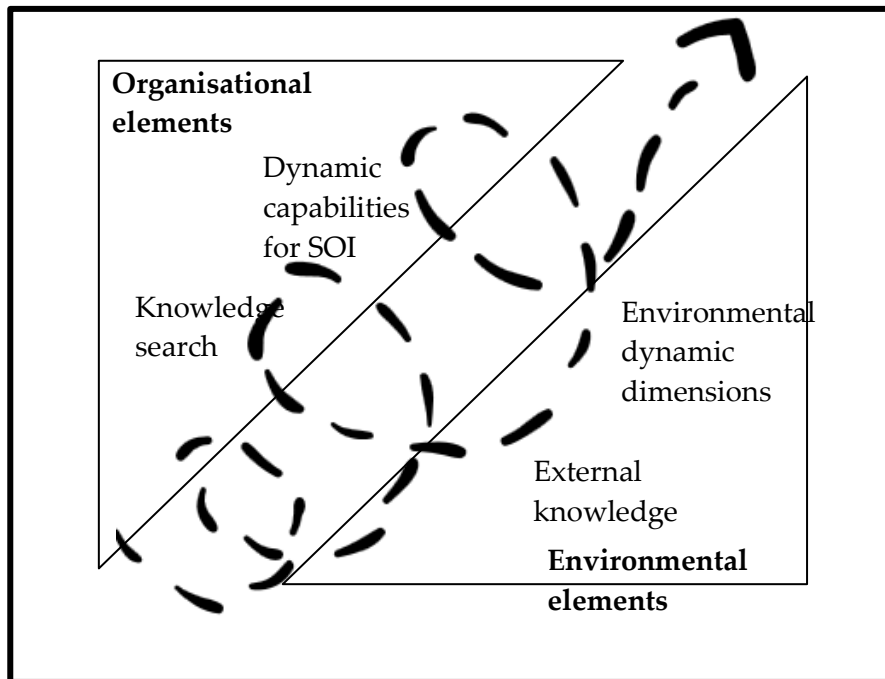 Organisational
elements
Dynamic
capabilities
for SOI
Knowledge
search
Environmental
dynamic
dimensions
External
knowledge
Environmental
elements